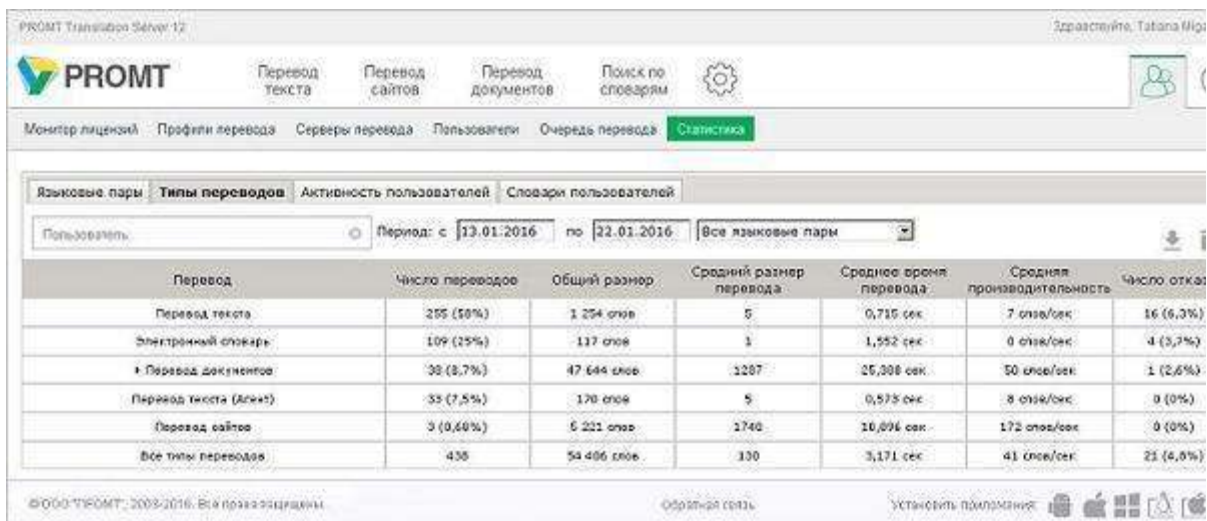 PROMT Translation Server 12 Здравствуйте, Tatiana
PROMT Перевод текста Перевод сайтов Перевод документов Поиск по словарям
Монитор лицензий Профили перевода Серверы перевода Пользователи Очередь перевода Статистика
Языковые пары Типы переводов Активность пользователей Словари пользователей
Пользователь: Период: с 13.01.2016 по 22.01.2016 Все языковые пары
Перевод Число переводов Общий размер Средний размер перевода Среднее время перевода Средняя производительность Число отказ
Перевод текста 255 (58%) 1 254 слов 5 0,715 сек 7 слов/сек 16 (6,3%)
Электронный словарь 109 (25%) 117 слов 1 1,552 сек 0 слов/сек 4 (3,7%)
Перевод документов 38 (8,7%) 47 644 слов 1287 25,388 сек 50 слов/сек 1 (2,6%)
Перевод текста (Агент) 33 (7,5%) 170 слов 5 0,573 сек 8 слов/сек 0 (0%)
Перевод сайтов 3 (0,68%) 5 221 слов 1740 10,096 сек 172 слов/сек 0 (0%)
Все типы переводов 438 54 406 слов 130 3,171 сек 41 слов/сек 21 (4,8%)
© ООО "ПРОМТ", 2003-2016. Все права защищены. Обратная связь Установить приложения: